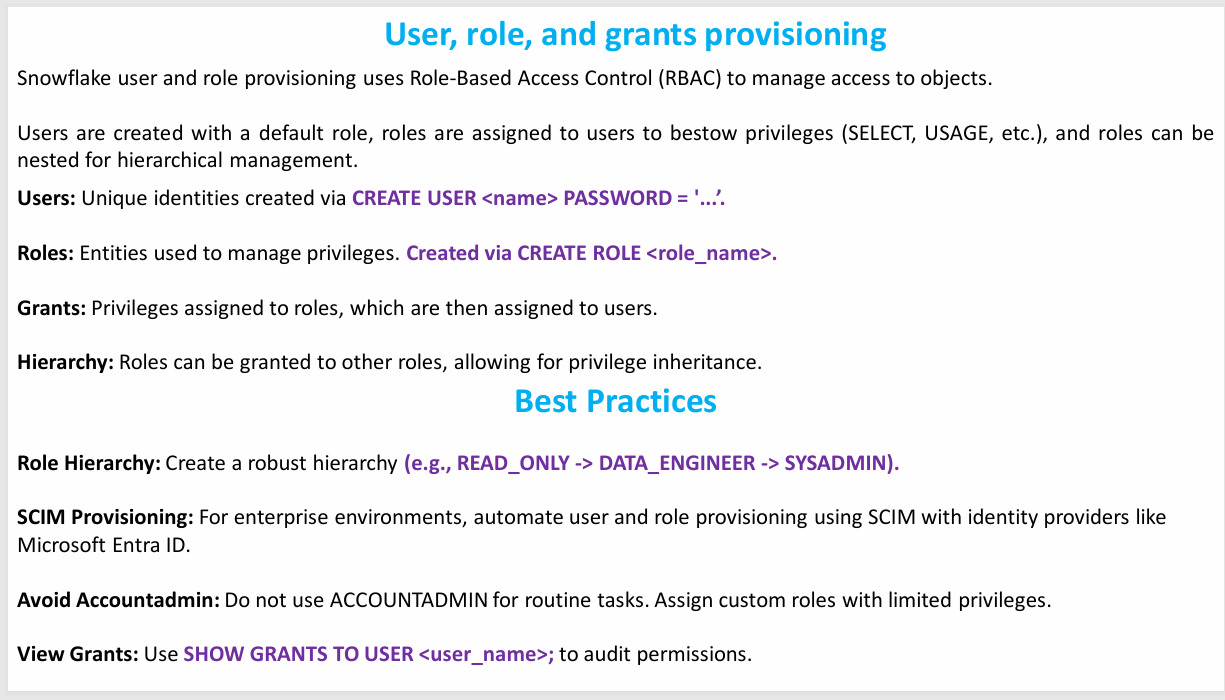 User, role, and grants provisioning
Snowflake user and role provisioning uses Role-Based Access Control (RBAC) to manage access to objects.
Users are created with a default role, roles are assigned to users to bestow privileges (SELECT, USAGE, etc.), and roles can be
nested for hierarchical management.
Users: Unique identities created via CREATE USER <name> PASSWORD = '...’.
Roles: Entities used to manage privileges. Created via CREATE ROLE <role_name>.
Grants: Privileges assigned to roles, which are then assigned to users.
Hierarchy: Roles can be granted to other roles, allowing for privilege inheritance.
Best Practices
Role Hierarchy: Create a robust hierarchy (e.g., READ_ONLY -> DATA_ENGINEER -> SYSADMIN).
SCIM Provisioning: For enterprise environments, automate user and role provisioning using SCIM with identity providers like
Microsoft Entra ID.
Avoid Accountadmin: Do not use ACCOUNTADMIN for routine tasks. Assign custom roles with limited privileges.
View Grants: Use SHOW GRANTS TO USER <user_name>; to audit permissions.